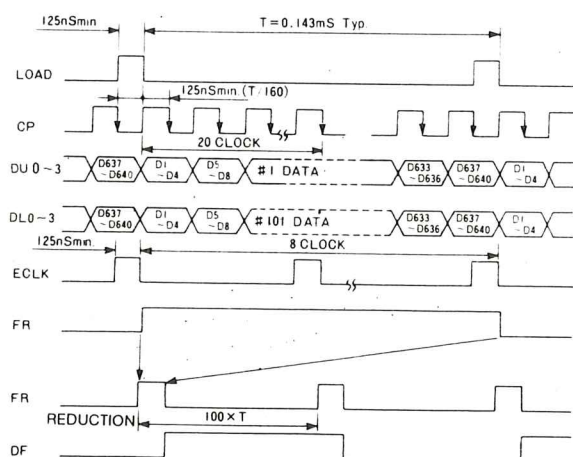 125nSmin.
T=0.143mS Typ.
LOAD
125nSmin.(T/160)
CP
20 CLOCK
DU 0~3
D637 ~D640
D1 ~D4
D5 ~D8
#1 DATA
D633 ~D636
D637 ~D640
D1 ~D4
DL0~3
D637 ~D640
D1 ~D4
D5 ~D8
#101 DATA
D633 ~D636
D637 ~D640
D1 ~D4
125nSmin.
8 CLOCK
ECLK
FR
FR
REDUCTION
100×T
DF